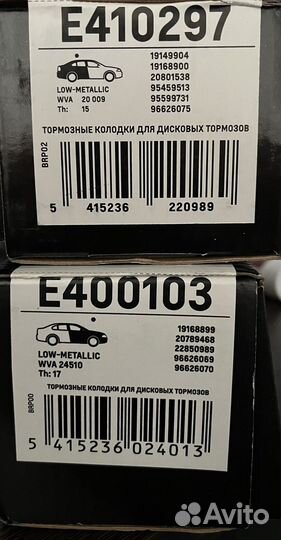 E410297
19149904
19168900
20801538
95459513
95599731
96626075
LOW-METALLIC
WVA 20 009
Th: 15
ТОРМОЗНЫЕ КОЛОДКИ ДЛЯ ДИСКОВЫХ ТОРМОЗОВ
BRP02
5 415236 220989
E400103
19168899
20789468
22850989
96626069
96626070
LOW-METALLIC
WVA 24510
Th: 17
ТОРМОЗНЫЕ КОЛОДКИ ДЛЯ ДИСКОВЫХ ТОРМОЗОВ
BRP00
5 415236 024013
Avito